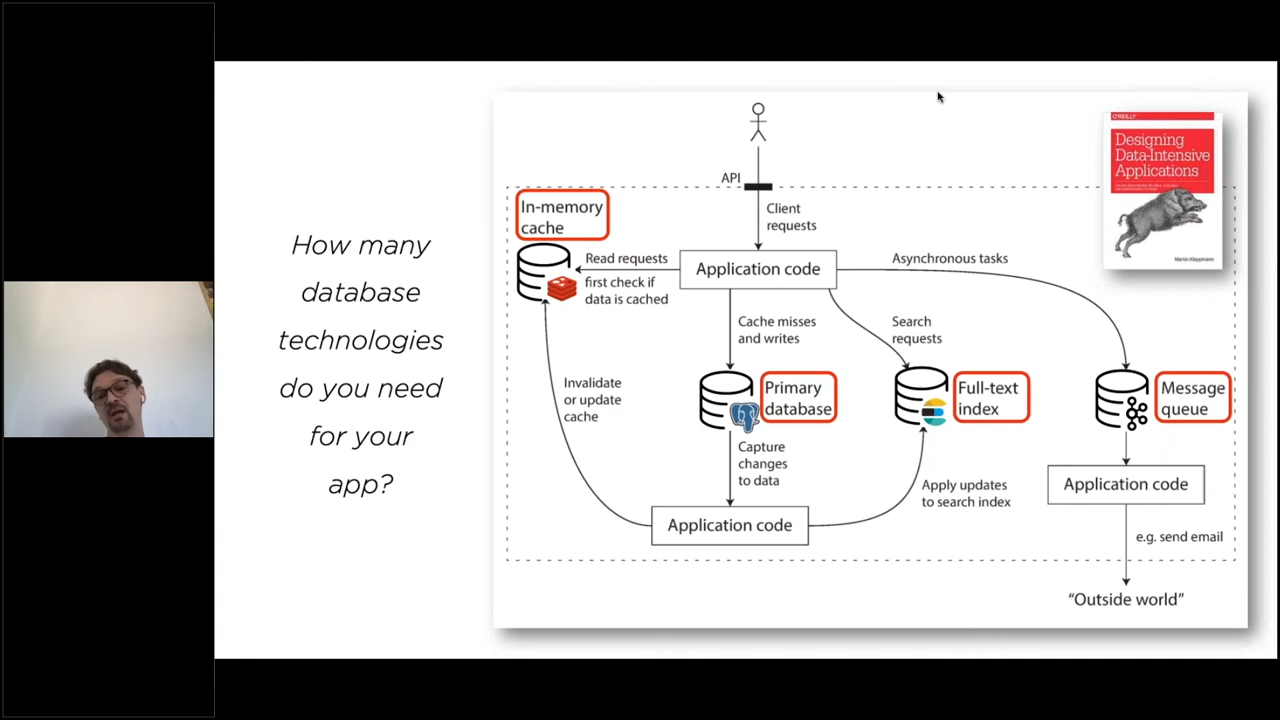 How many
database
technologies
do you need
for your
app?
API
Client
requests
In-memory
cache
Read requests
first check if
data is cached
Application code
Asynchronous tasks
Cache misses
and writes
Search
requests
Invalidate
or update
cache
Primary
database
Full-text
index
Message
queue
Capture
changes
to data
Apply updates
to search index
Application code
Application code
e.g. send email
“Outside world”
O'REILLY
Designing
Data-Intensive
Applications
Martin Kleppmann